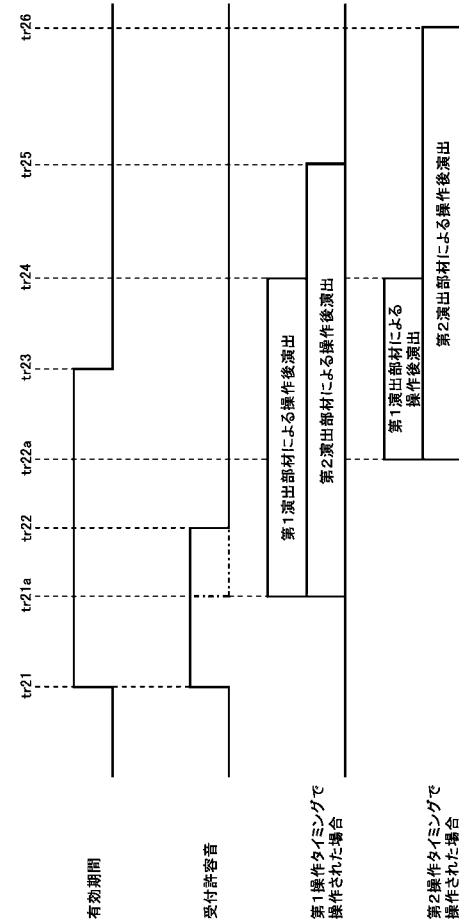 tr21
tr21a
tr22
tr22a
tr23
tr24
tr25
tr26
有効期間
受付許容音
第1操作タイミングで
操作された場合
第1演出部材による操作後演出
第2演出部材による操作後演出
第2操作タイミングで
操作された場合
第1演出部材による
操作後演出
第2演出部材による操作後演出